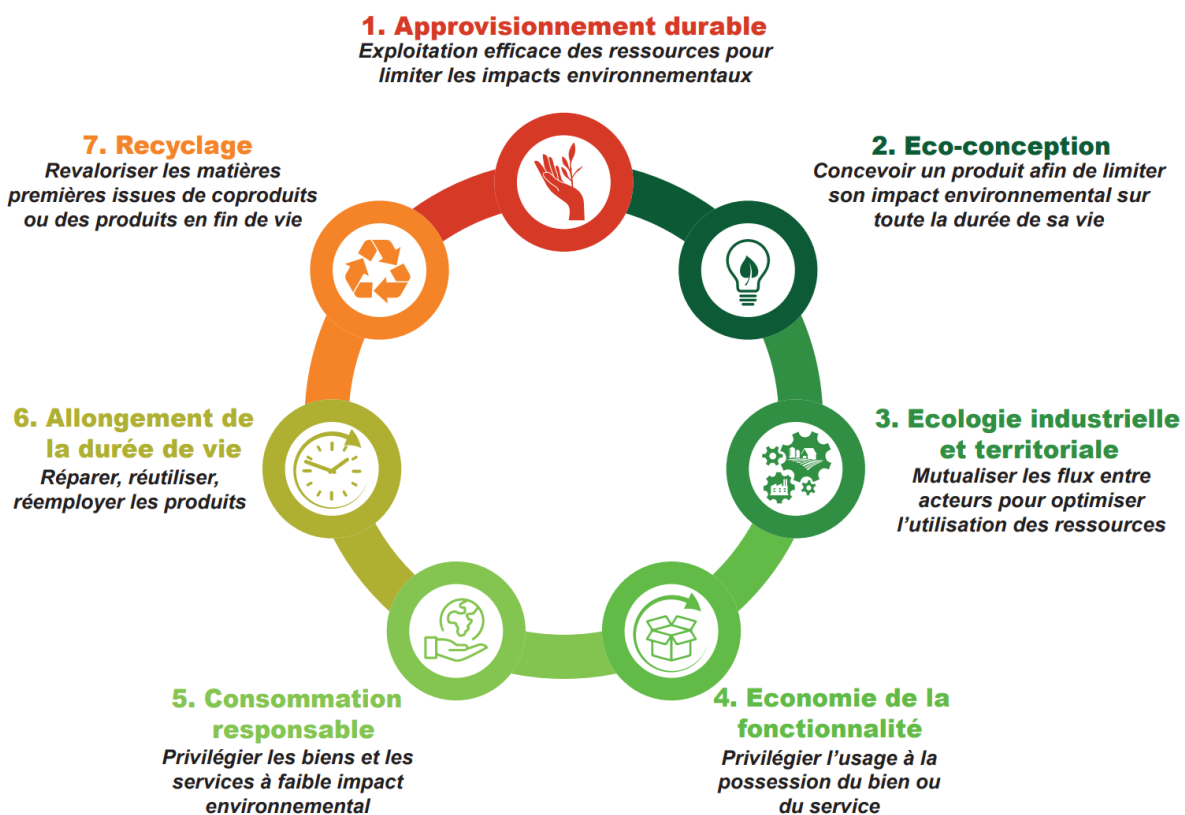 1. Approvisionnement durable
Exploitation efficace des ressources pour
limiter les impacts environnementaux
2. Eco-conception
Concevoir un produit afin de limiter
son impact environnemental sur
toute la durée de sa vie
3. Ecologie industrielle
et territoriale
Mutualiser les flux entre
acteurs pour optimiser
l’utilisation des ressources
4. Economie de la
fonctionnalité
Privilégier l’usage à la
possession du bien ou
du service
5. Consommation
responsable
Privilégier les biens et les
services à faible impact
environnemental
6. Allongement de
la durée de vie
Réparer, réutiliser,
réemployer les produits
7. Recyclage
Revaloriser les matières
premières issues de coproduits
ou des produits en fin de vie